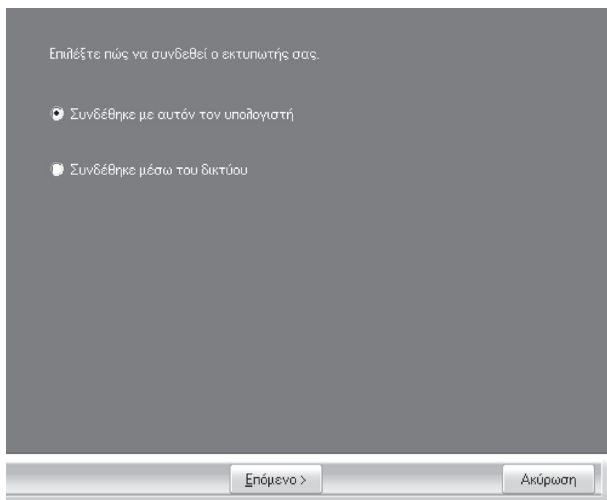 Επιλέξτε πώς να συνδεθεί ο εκτυπωτής σας.
Συνδέθηκε με αυτόν τον υπολογιστή
Συνδέθηκε μέσω του δικτύου
Επόμενο >
Ακύρωση